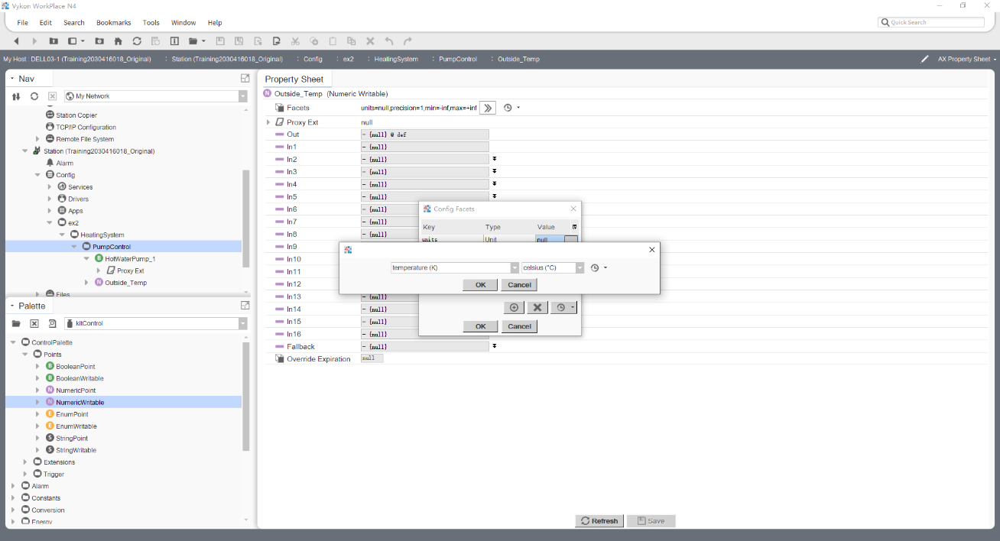 Vykon WorkPlace N4
File Edit Search Bookmarks Tools Window Help
Quick Search
My Host : DELL03-1 (Training2030416018_Original) : Station (Training2030416018_Original) : Config : ex2 : HeatingSystem : PumpControl : Outside_Temp
AX Property Sheet
Nav
My Network
Station Copier
TCP/IP Configuration
Remote File System
Station (Training2030416018_Original)
Alarm
Config
Services
Drivers
Apps
ex2
HeatingSystem
PumpControl
HotWaterPump_1
Proxy Ext
Outside_Temp
Files
Palette
kitControl
ControlPalette
Points
BooleanPoint
BooleanWritable
NumericPoint
NumericWritable
EnumPoint
EnumWritable
StringPoint
StringWritable
Extensions
Trigger
Alarm
Constants
Conversion
Energy
Property Sheet
Outside_Temp (Numeric Writable)
Facets units=null,precision=1,min=-inf,max=+inf
Proxy Ext null
Out - {null} @ def
In1 - {null}
In2 - {null}
In3 - {null}
In4 - {null}
In5 - {null}
In6 - {null}
In7 - {null}
In8 - {null}
In9
In10
In11
In12
In13 - {null}
In14 - {null}
In15 - {null}
In16 - {null}
Fallback - {null}
Override Expiration null
Config Facets
Key Type Value
units Unit null
temperature (K) celsius (°C)
OK Cancel
OK Cancel
Refresh Save